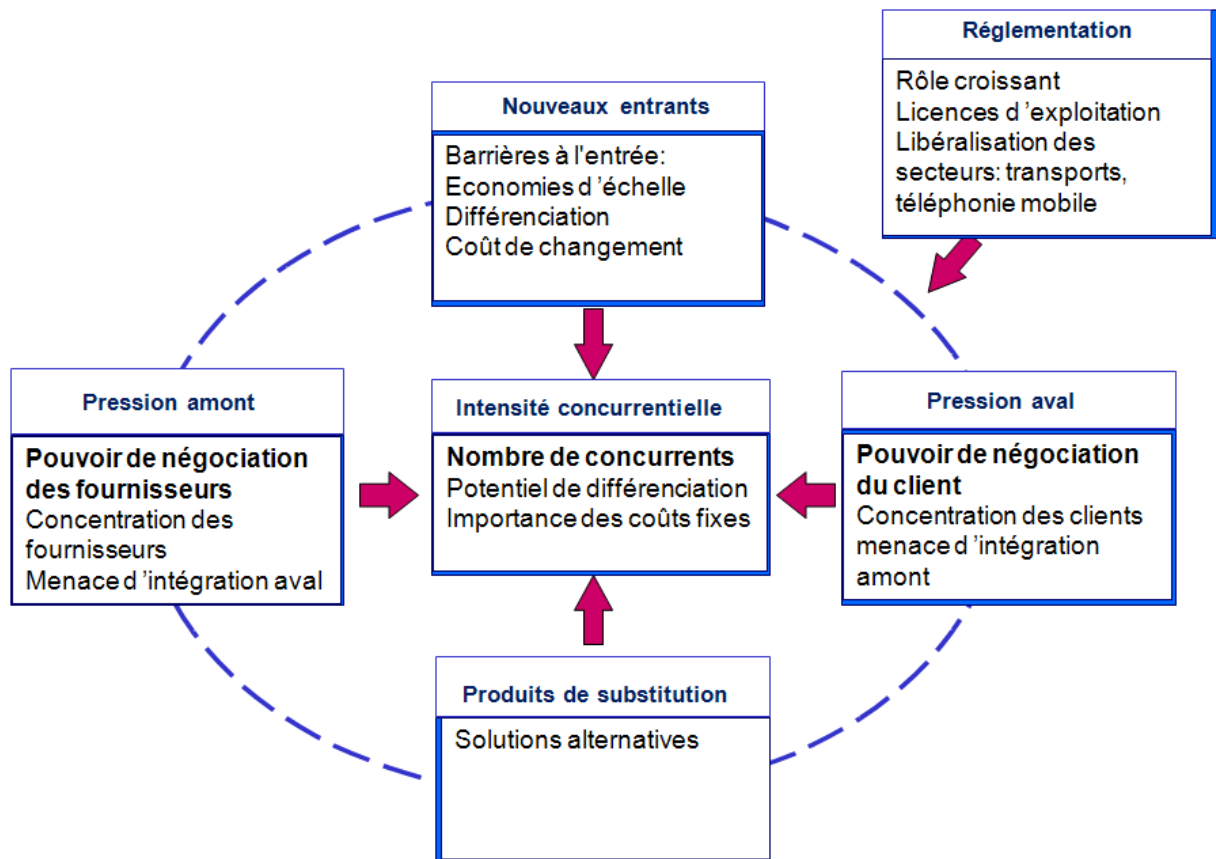 Réglementation
Rôle croissant
Licences d ’exploitation
Libéralisation des
secteurs: transports,
téléphonie mobile
Nouveaux entrants
Barrières à l'entrée:
Economies d ’échelle
Différenciation
Coût de changement
Pression amont
Pouvoir de négociation
des fournisseurs
Concentration des
fournisseurs
Menace d ’intégration aval
Intensité concurrentielle
Nombre de concurrents
Potentiel de différenciation
Importance des coûts fixes
Pression aval
Pouvoir de négociation
du client
Concentration des clients
menace d ’intégration
amont
Produits de substitution
Solutions alternatives